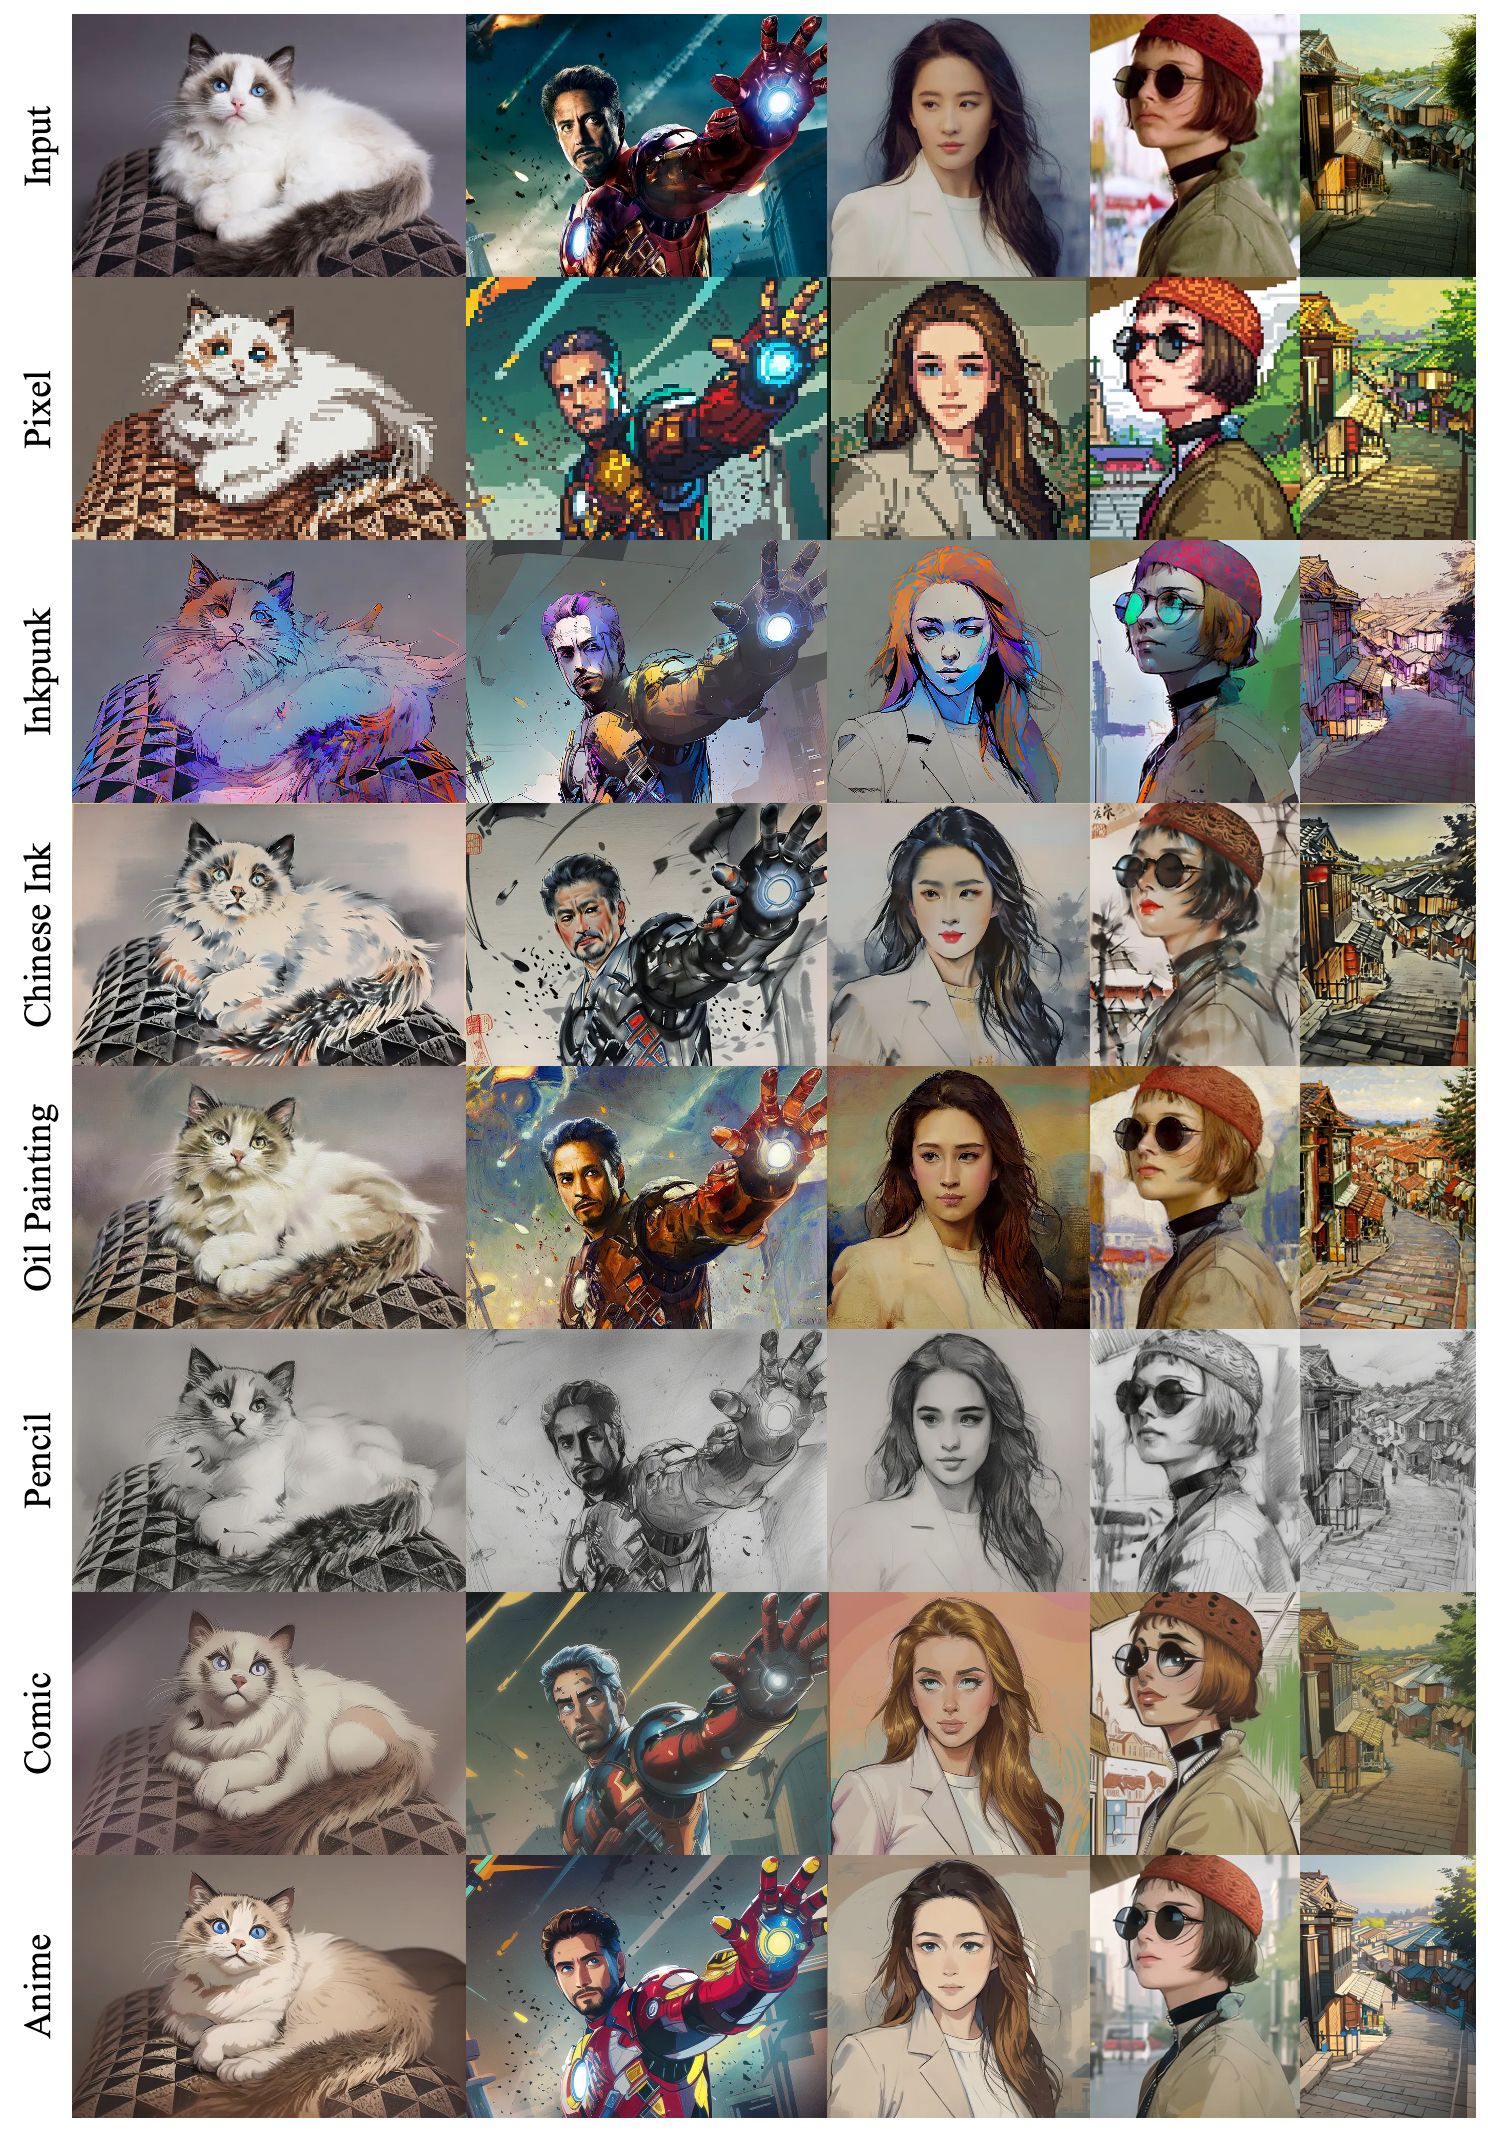 Input
Pixel
Inkpunk
Chinese Ink
Oil Painting
Pencil
Comic
Anime